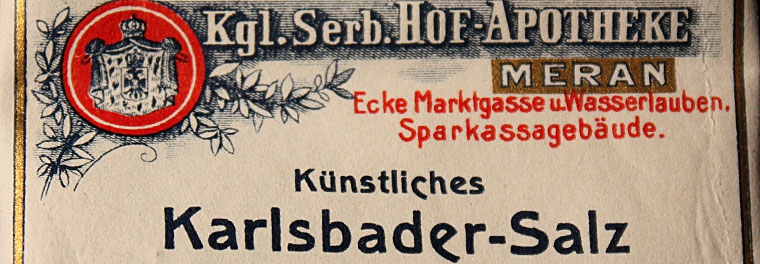 Kgl. Serb. HOF-APOTHEKE
MERAN
Ecke Marktgasse u. Wasserlauben,
Sparkassagebäude.
Künstliches
Karlsbader-Salz